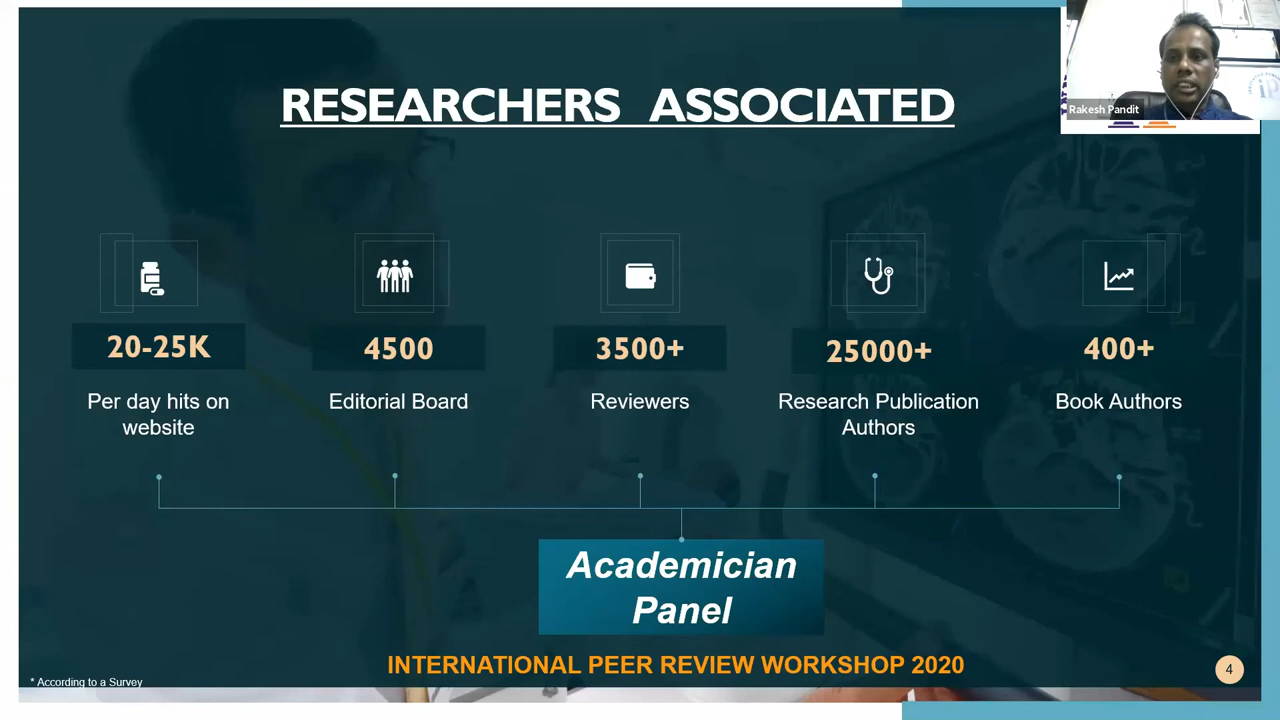 RESEARCHERS ASSOCIATED
Rakesh Pandit
20-25K
Per day hits on
website
4500
Editorial Board
3500+
Reviewers
25000+
Research Publication
Authors
400+
Book Authors
Academician
Panel
INTERNATIONAL PEER REVIEW WORKSHOP 2020
* According to a Survey
4